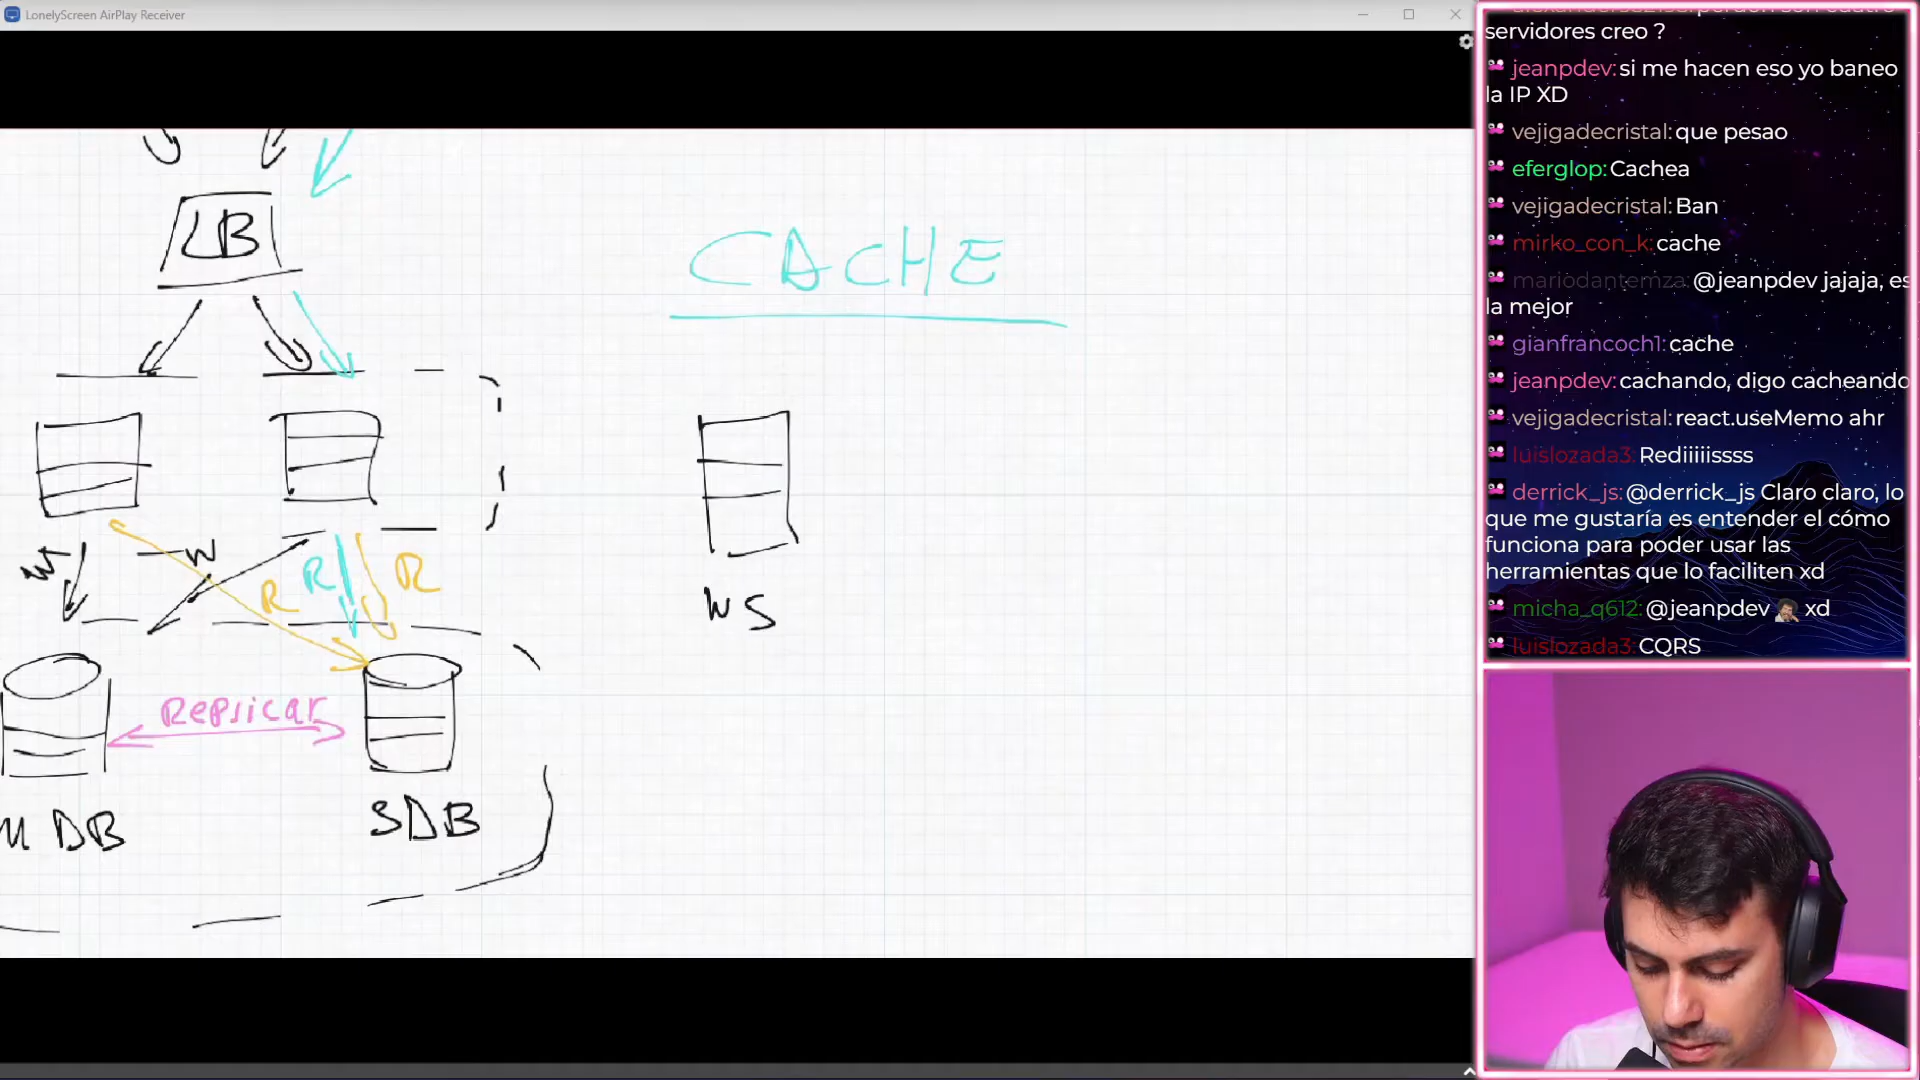 LonelyScreen AirPlay Receiver
servidores creo ?
jeanpdev: si me hacen eso yo baneo
la IP XD
vejigadecristal: que pesao
eferglop: Cachea
vejigadecristal: Ban
mirko_con_k: cache
mariodantemza: @jeanpdev jajaja, es
la mejor
gianfrancoch1: cache
jeanpdev: cachando, digo cacheando
vejigadecristal: react.useMemo ahr
luislozada3: Rediiiiissss
derrick_js: @derrick_js Claro claro, lo
que me gustaría es entender el cómo
funciona para poder usar las
herramientas que lo faciliten xd
micha_q612: @jeanpdev xd
luislozada3: CQRS
LB
CACHE
W
W
R
R
R
WS
Replicar
M DB
SDB